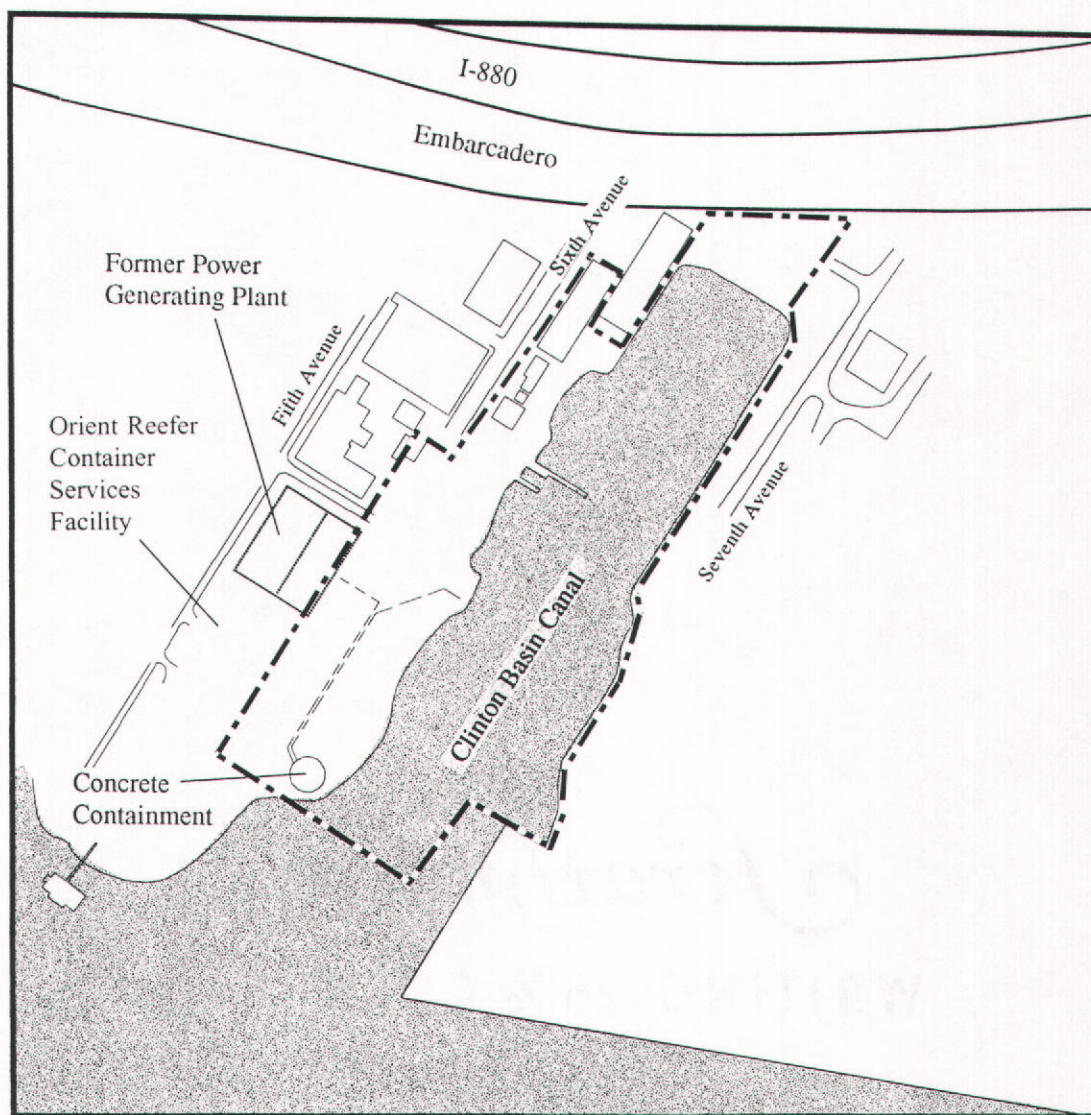 I-880
Embarcadero
Sixth Avenue
Former Power
Generating Plant
Fifth Avenue
Orient Reefer
Container
Services
Facility
Seventh Avenue
Clinton Basin Canal
Concrete
Containment